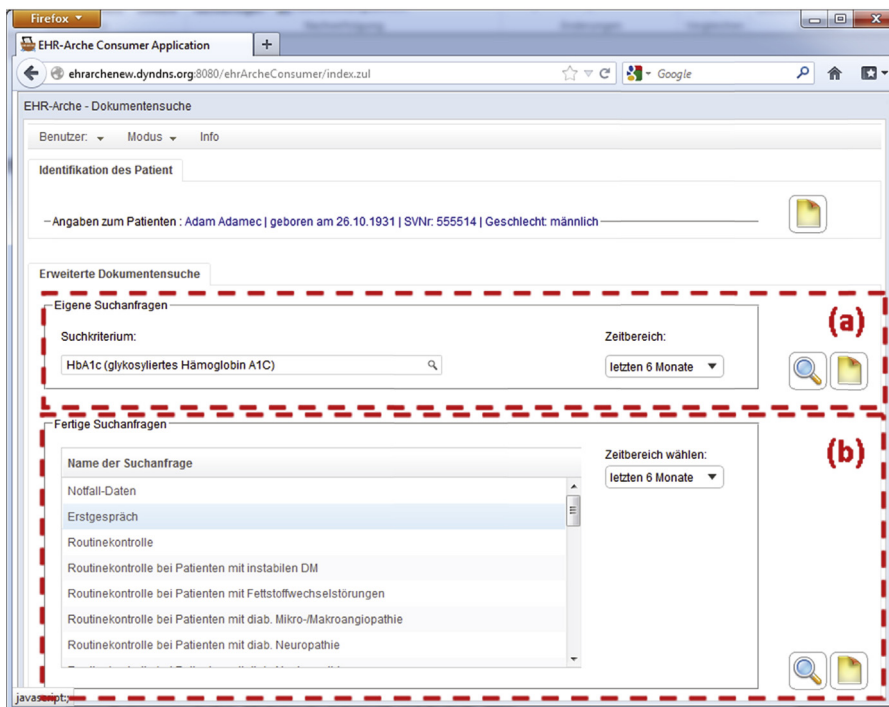 Firefox
EHR-Arche Consumer Application
+
ehrarchenew.dyndns.org:8080/ehrArcheConsumer/index.zul
Google
EHR-Arche - Dokumentensuche
Benutzer: Modus Info
Identifikation des Patient
Angaben zum Patienten : Adam Adamec | geboren am 26.10.1931 | SVNr: 555514 | Geschlecht: männlich
Erweiterte Dokumentensuche
Eigene Suchanfragen
(a)
Suchkriterium: Zeitbereich:
HbA1c (glykosyliertes Hämoglobin A1C) letzten 6 Monate
Fertige Suchanfragen
(b)
Name der Suchanfrage Zeitbereich wählen:
letzten 6 Monate
Notfall-Daten
Erstgespräch
Routinekontrolle
Routinekontrolle bei Patienten mit instabilen DM
Routinekontrolle bei Patienten mit Fettstoffwechselstörungen
Routinekontrolle bei Patienten mit diab. Mikro-/Makroangiopathie
Routinekontrolle bei Patienten mit diab. Neuropathie
javascript:;